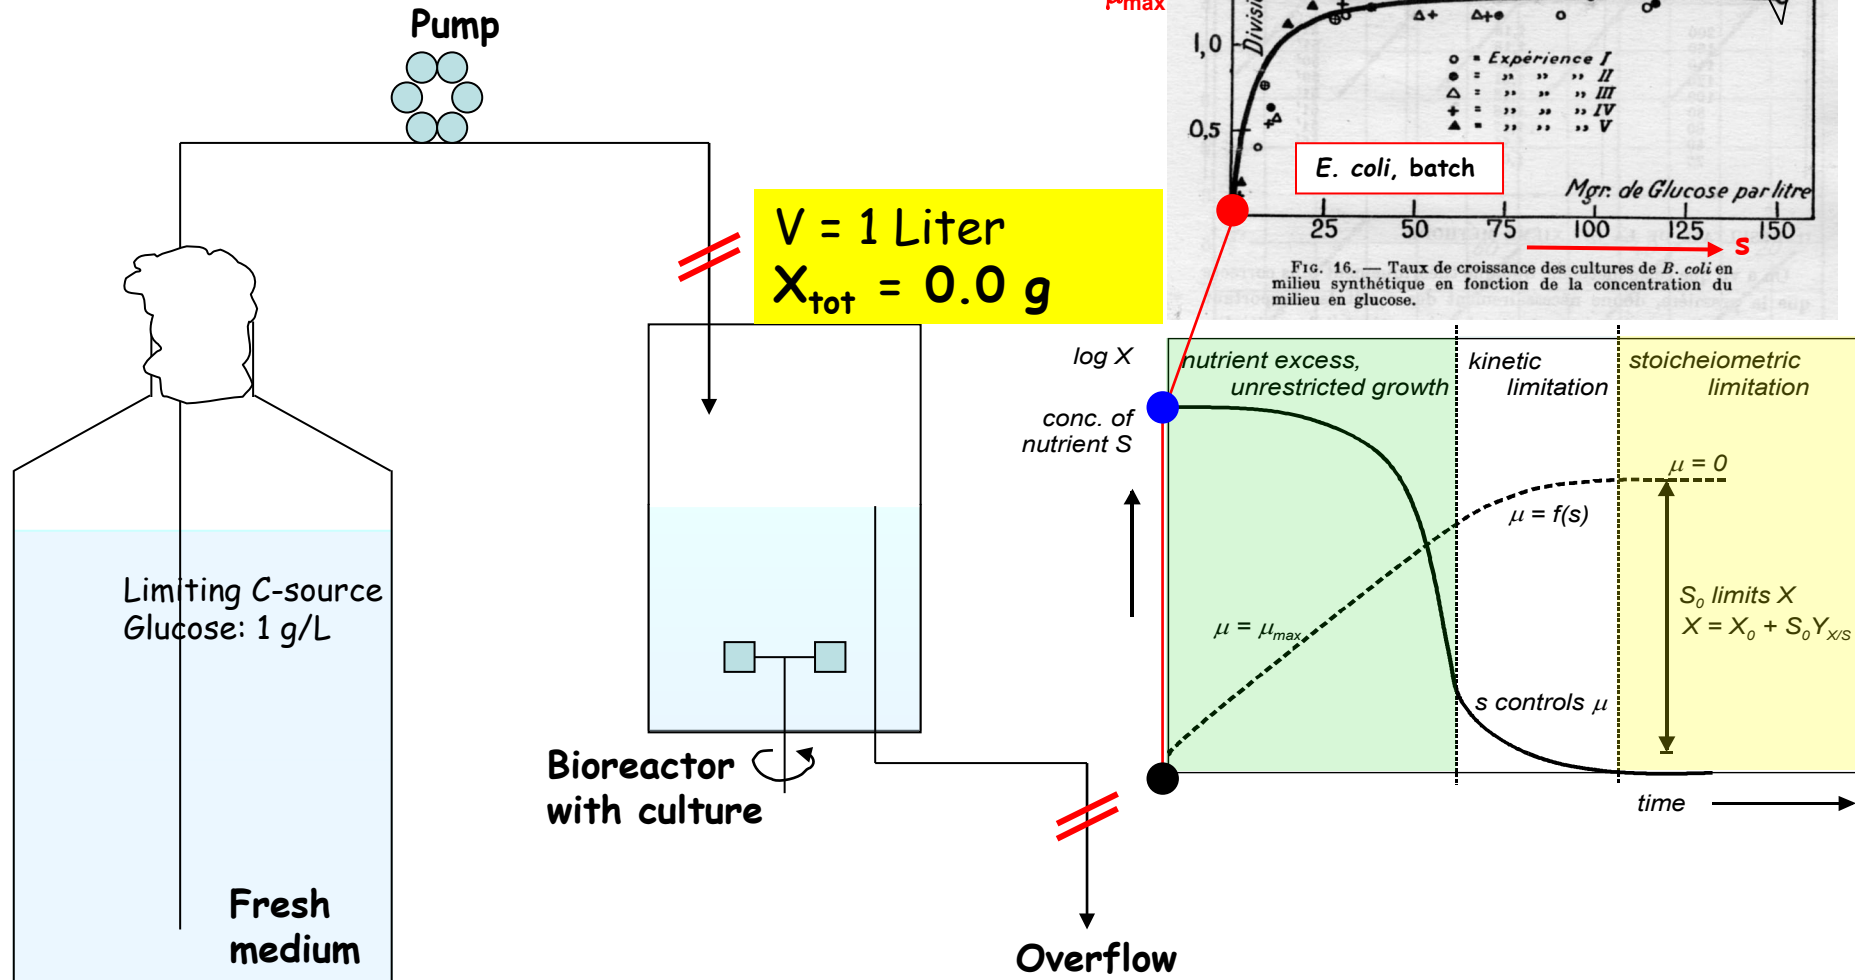 Pump
V = 1 Liter
Xtot = 0.0 g
Limiting C-source
Glucose: 1 g/L
Fresh
medium
Bioreactor
with culture
Overflow
μmax
1,0
0,5
○ = Expérience I
● = ,, ,, ,, II
△ = ,, ,, ,, III
+ = ,, ,, ,, IV
▲ = ,, ,, ,, V
E. coli, batch
Mgr. de Glucose par litre
25 50 75 100 125 150
s
FIG. 16. — Taux de croissance des cultures de B. coli en
milieu synthétique en fonction de la concentration du
milieu en glucose.
log X
conc. of
nutrient S
nutrient excess,
unrestricted growth
kinetic
limitation
stoicheiometric
limitation
μ = 0
μ = f(s)
μ = μmax
S0 limits X
X = X0 + S0YX/S
s controls μ
time